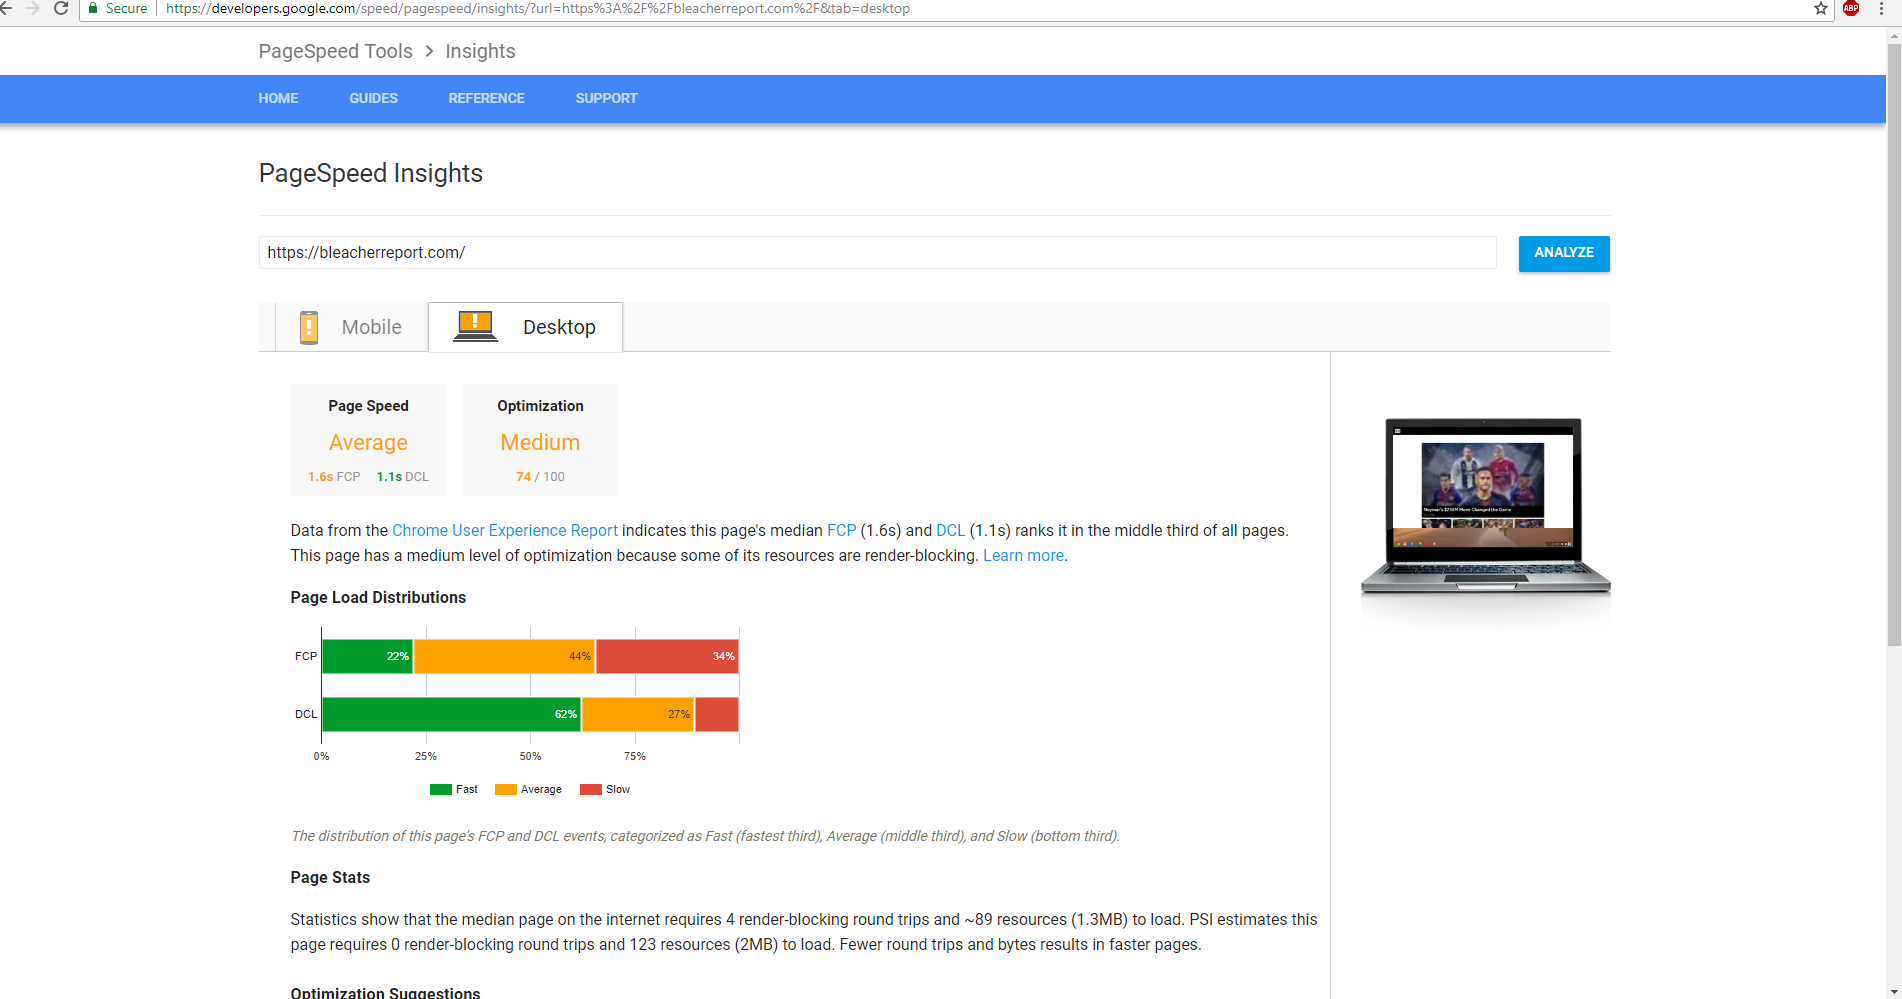 Secure https://developers.google.com/speed/pagespeed/insights/?url=https%3A%2F%2Fbleacherreport.com%2F&tab=desktop ABP
PageSpeed Tools > Insights
HOME GUIDES REFERENCE SUPPORT
PageSpeed Insights
https://bleacherreport.com/ ANALYZE
Mobile Desktop
Page Speed Optimization
Average Medium
1.6s FCP 1.1s DCL 74 / 100
Neymar's $238M Move Changed the Game
Data from the Chrome User Experience Report indicates this page's median FCP (1.6s) and DCL (1.1s) ranks it in the middle third of all pages.
This page has a medium level of optimization because some of its resources are render-blocking. Learn more.
Page Load Distributions
FCP 22% 44% 34%
DCL 62% 27%
0% 25% 50% 75%
Fast Average Slow
The distribution of this page's FCP and DCL events, categorized as Fast (fastest third), Average (middle third), and Slow (bottom third).
Page Stats
Statistics show that the median page on the internet requires 4 render-blocking round trips and ~89 resources (1.3MB) to load. PSI estimates this
page requires 0 render-blocking round trips and 123 resources (2MB) to load. Fewer round trips and bytes results in faster pages.
Optimization Suggestions